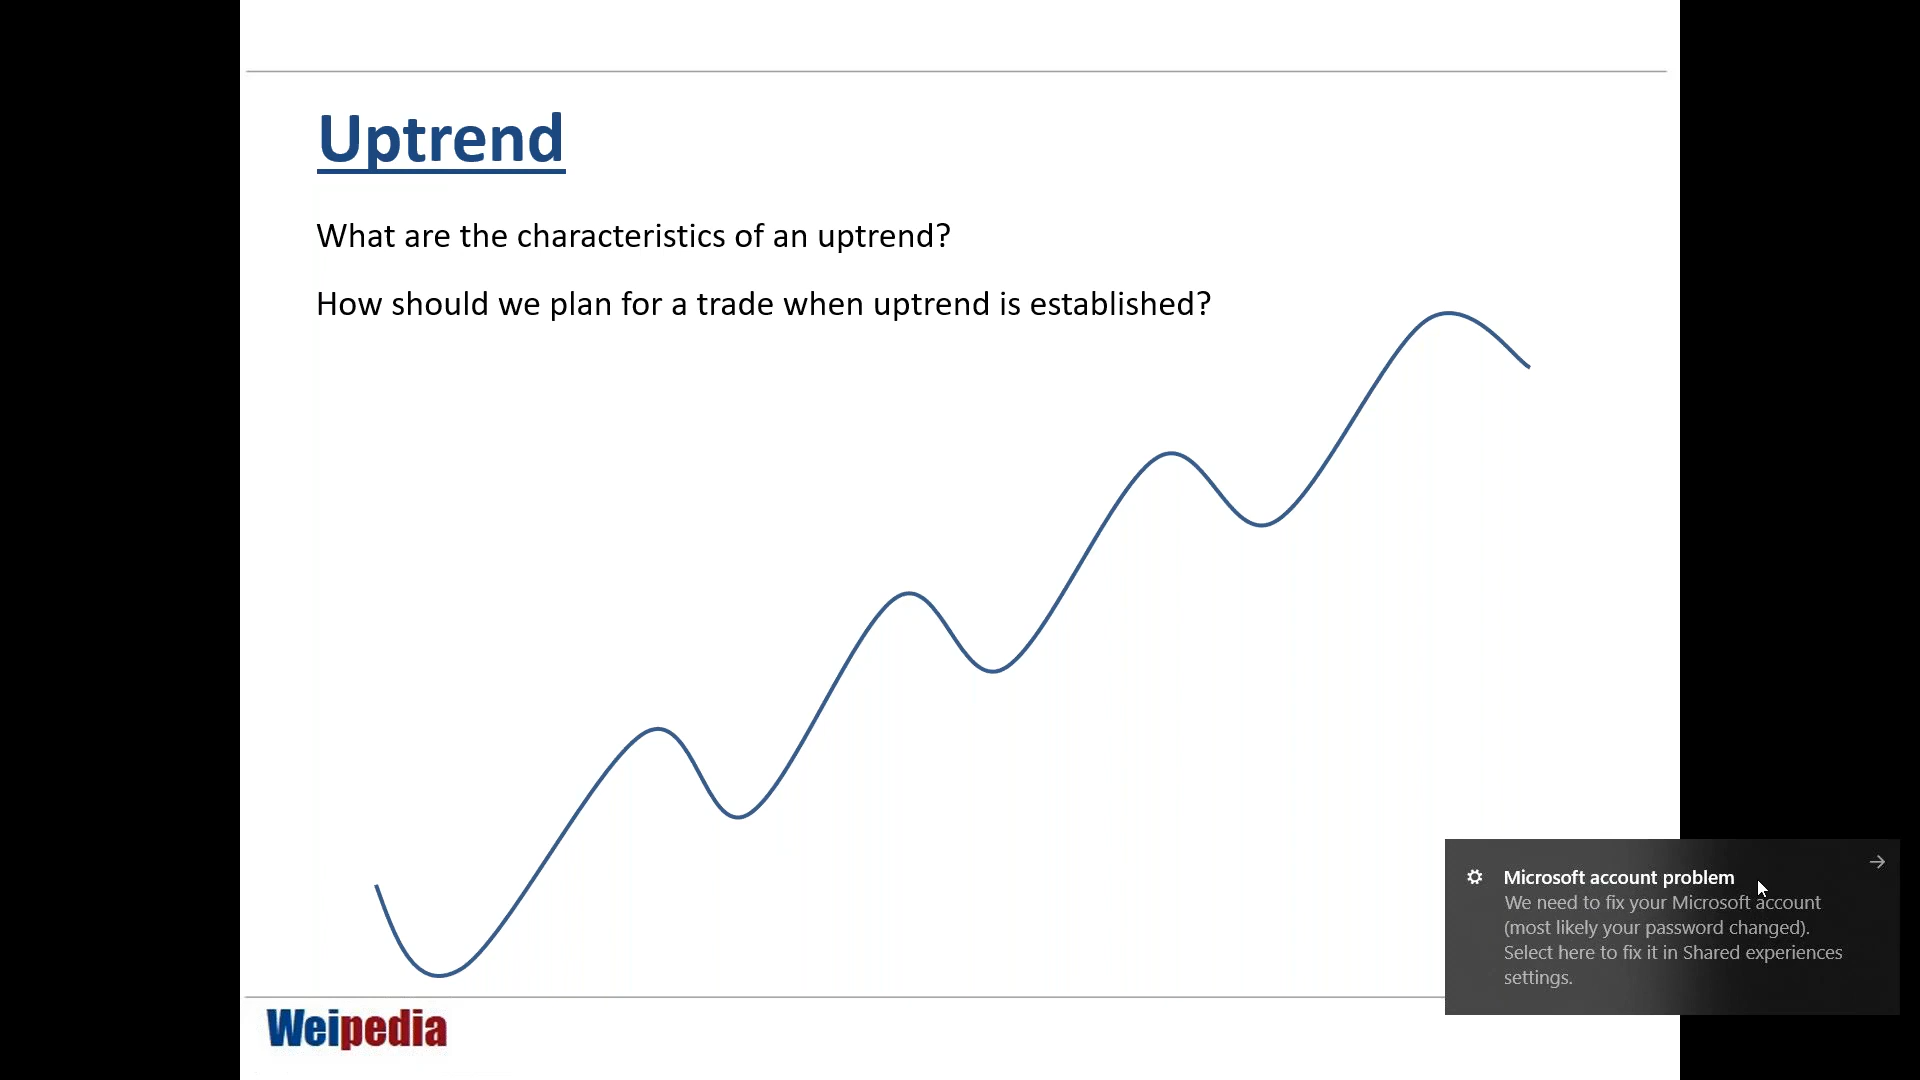 Uptrend
What are the characteristics of an uptrend?
How should we plan for a trade when uptrend is established?
Microsoft account problem
We need to fix your Microsoft account
(most likely your password changed).
Select here to fix it in Shared experiences
settings.
Weipedia